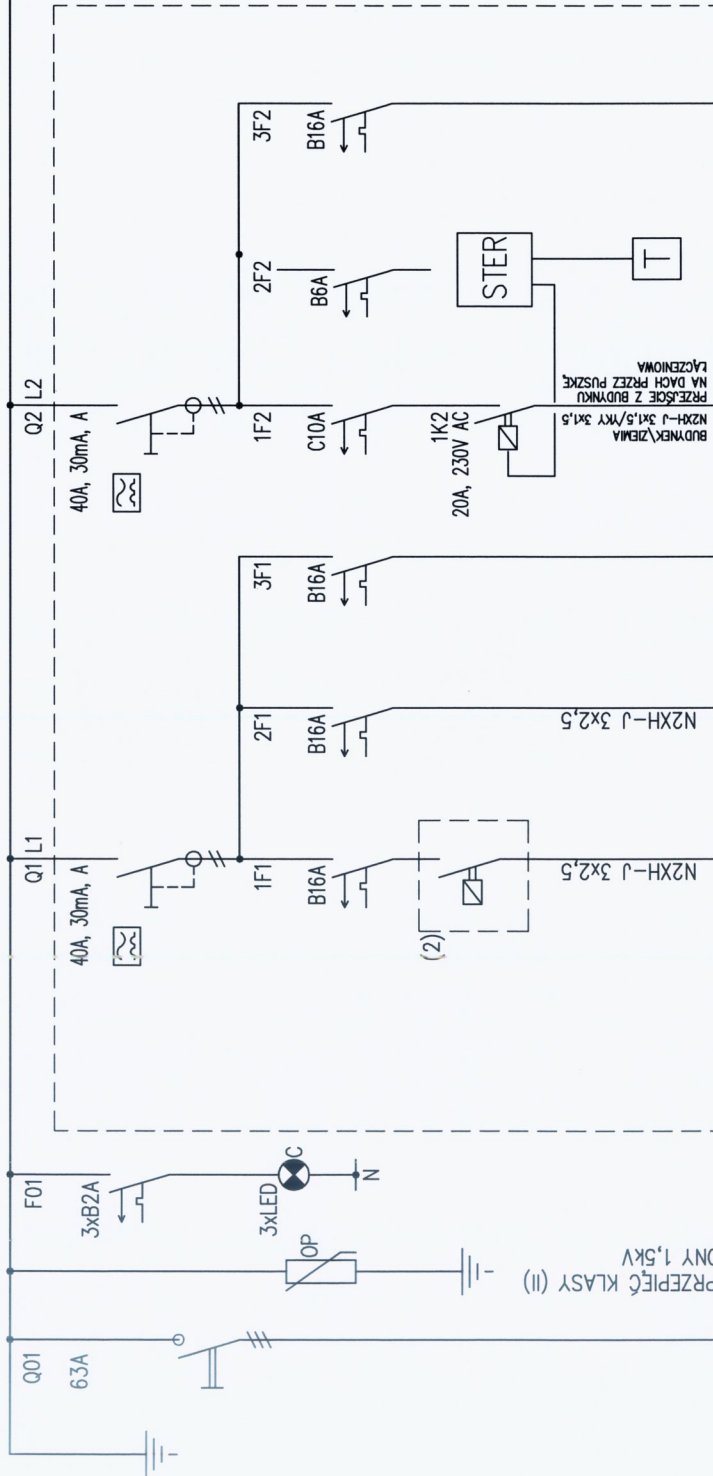 Q01
63A
OP
PRZEPIĘĆ KLASY (II)
ONY 1,5kV
F01
3xB2A
3xLED
C
N
Q1
L1
40A, 30mA, A
1F1
B16A
(2)
N2XH-J 3x2,5
2F1
B16A
N2XH-J 3x2,5
3F1
B16A
Q2
L2
40A, 30mA, A
1F2
C10A
1K2
20A, 230V AC
BUDYNEK\ZIEMIA
N2XH-J 3x1,5/YKY 3x1,5
PRZEJŚCIE Z BUDYNKU
NA DACH PRZEZ PUSZKĘ
ŁĄCZENIOWA
2F2
B6A
STER
T
3F2
B16A